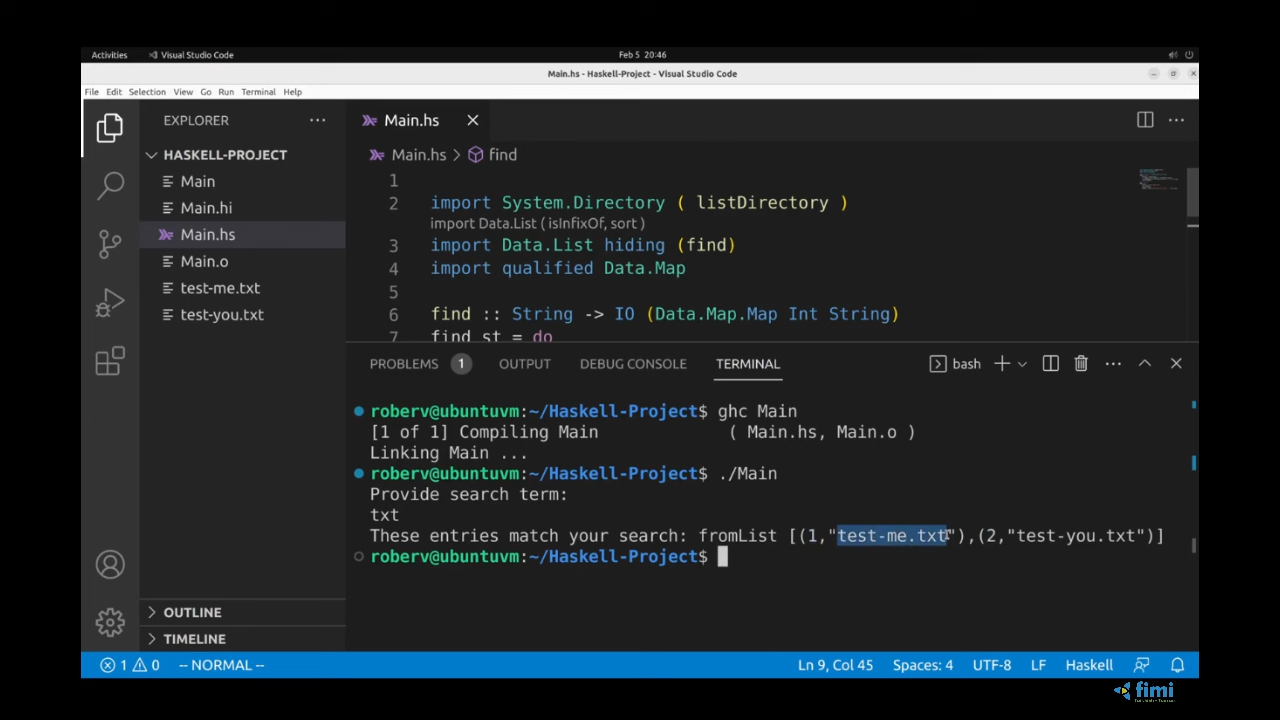 Activities Visual Studio Code Feb 5 20:46
Main.hs - Haskell-Project - Visual Studio Code
File Edit Selection View Go Run Terminal Help
EXPLORER
HASKELL-PROJECT
Main
Main.hi
Main.hs
Main.o
test-me.txt
test-you.txt
OUTLINE
TIMELINE
Main.hs
Main.hs > find
1
2 import System.Directory ( listDirectory )
import Data.List ( isInfixOf, sort )
3 import Data.List hiding (find)
4 import qualified Data.Map
5
6 find :: String -> IO (Data.Map.Map Int String)
7 find st = do
PROBLEMS 1 OUTPUT DEBUG CONSOLE TERMINAL bash
roberv@ubuntuvm:~/Haskell-Project$ ghc Main
[1 of 1] Compiling Main ( Main.hs, Main.o )
Linking Main ...
roberv@ubuntuvm:~/Haskell-Project$ ./Main
Provide search term:
txt
These entries match your search: fromList [(1,"test-me.txt"),(2,"test-you.txt")]
roberv@ubuntuvm:~/Haskell-Project$
1 0 -- NORMAL -- Ln 9, Col 45 Spaces: 4 UTF-8 LF Haskell
fimi